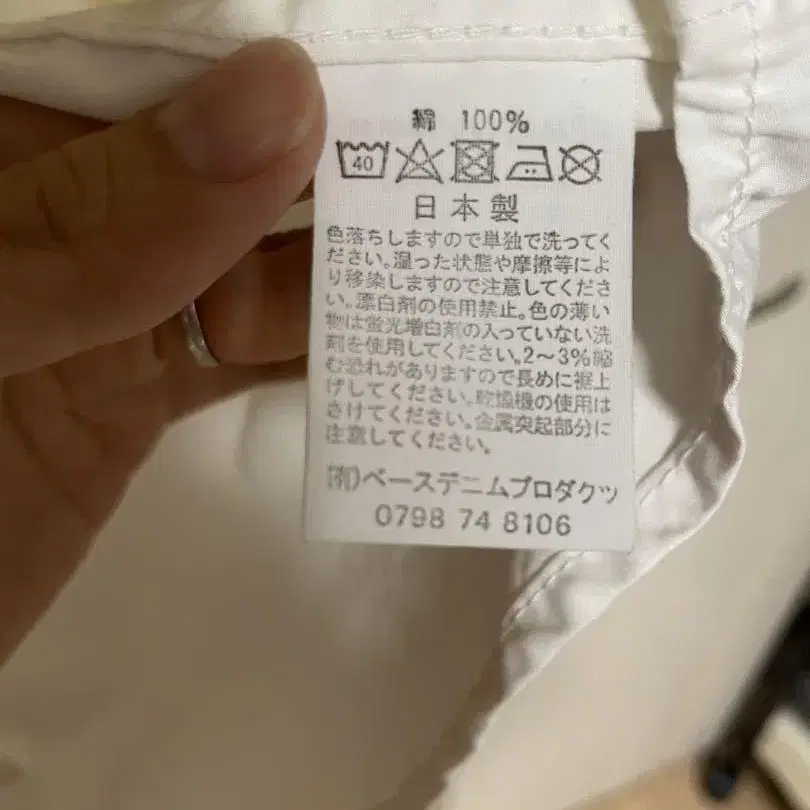 綿 100%
40
日本製
色落ちしますので単独で洗ってく
ださい。湿った状態や摩擦等によ
り移染しますので注意してくださ
い。漂白剤の使用禁止。色の薄い
物は蛍光増白剤の入っていない洗
剤を使用してください。2〜3%縮
む恐れがありますので長めに裾上
げしてください。乾燥機の使用は
さけてください。金属突起部分に
注意してください。
(有)ベースデニムプロダクツ
0798 74 8106